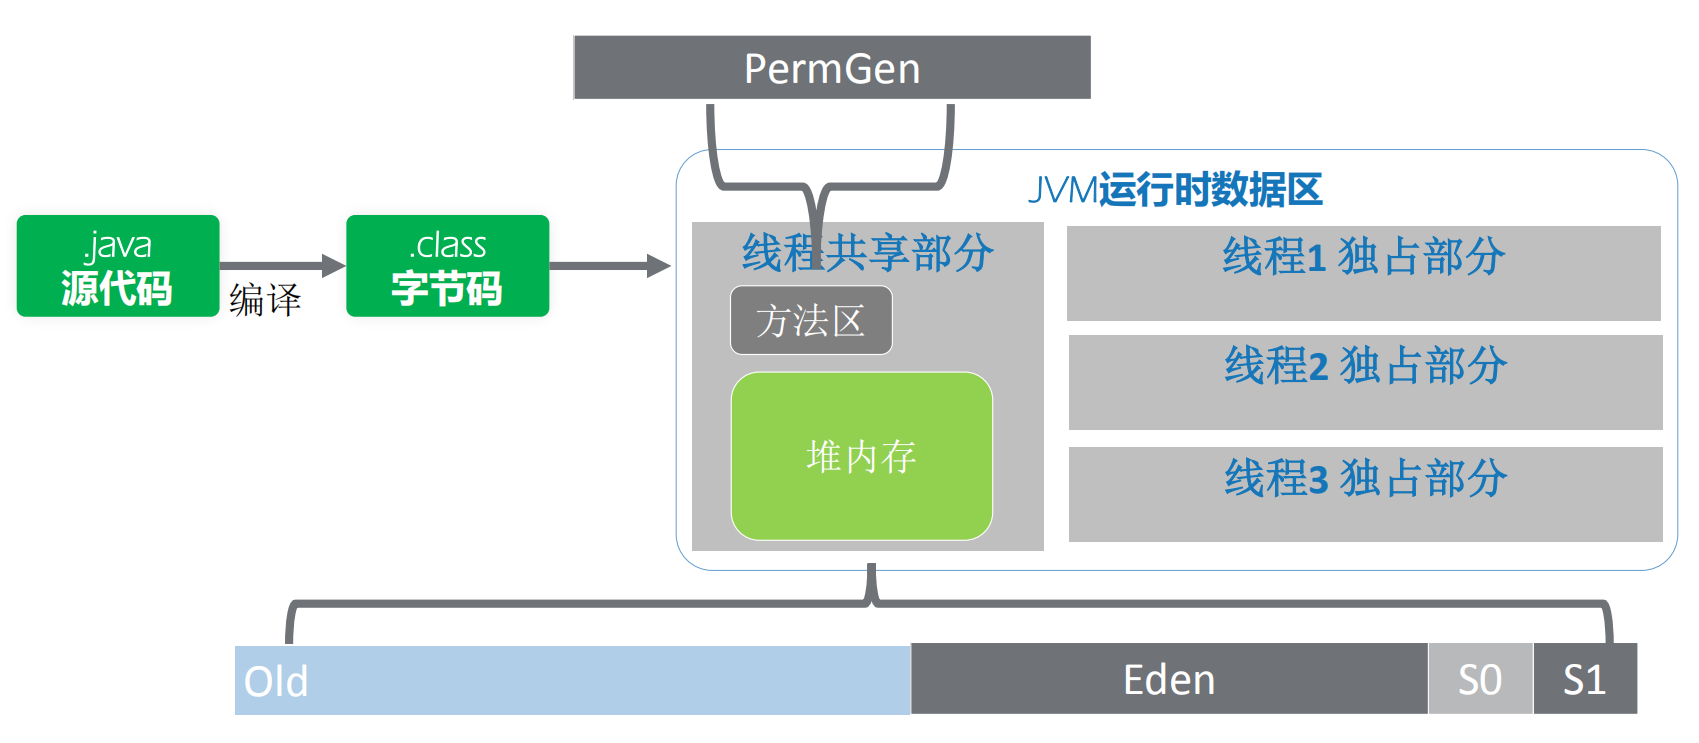 PermGen
JVM运行时数据区
.java
源代码
编译
.class
字节码
线程共享部分
方法区
堆内存
线程1 独占部分
线程2 独占部分
线程3 独占部分
Old
Eden
S0
S1